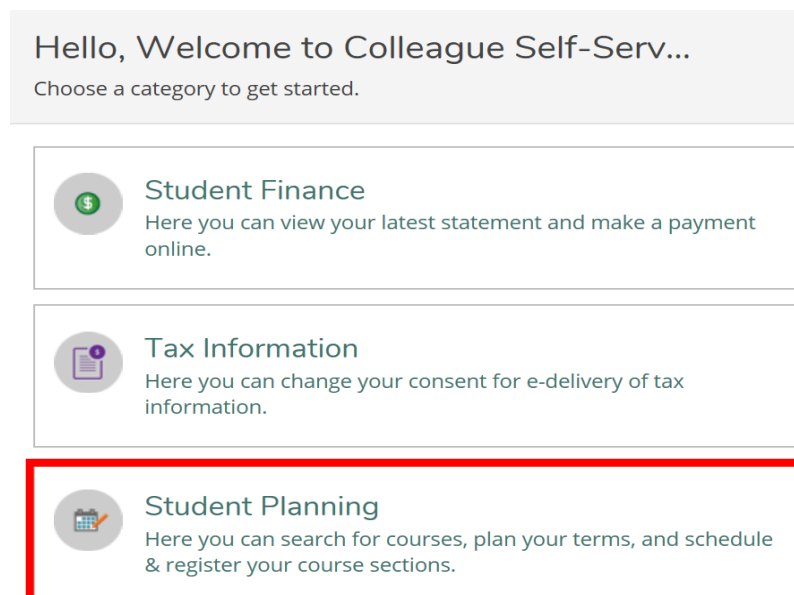 Hello, Welcome to Colleague Self-Serv...
Choose a category to get started.
Student Finance
Here you can view your latest statement and make a payment
online.
Tax Information
Here you can change your consent for e-delivery of tax
information.
Student Planning
Here you can search for courses, plan your terms, and schedule
& register your course sections.